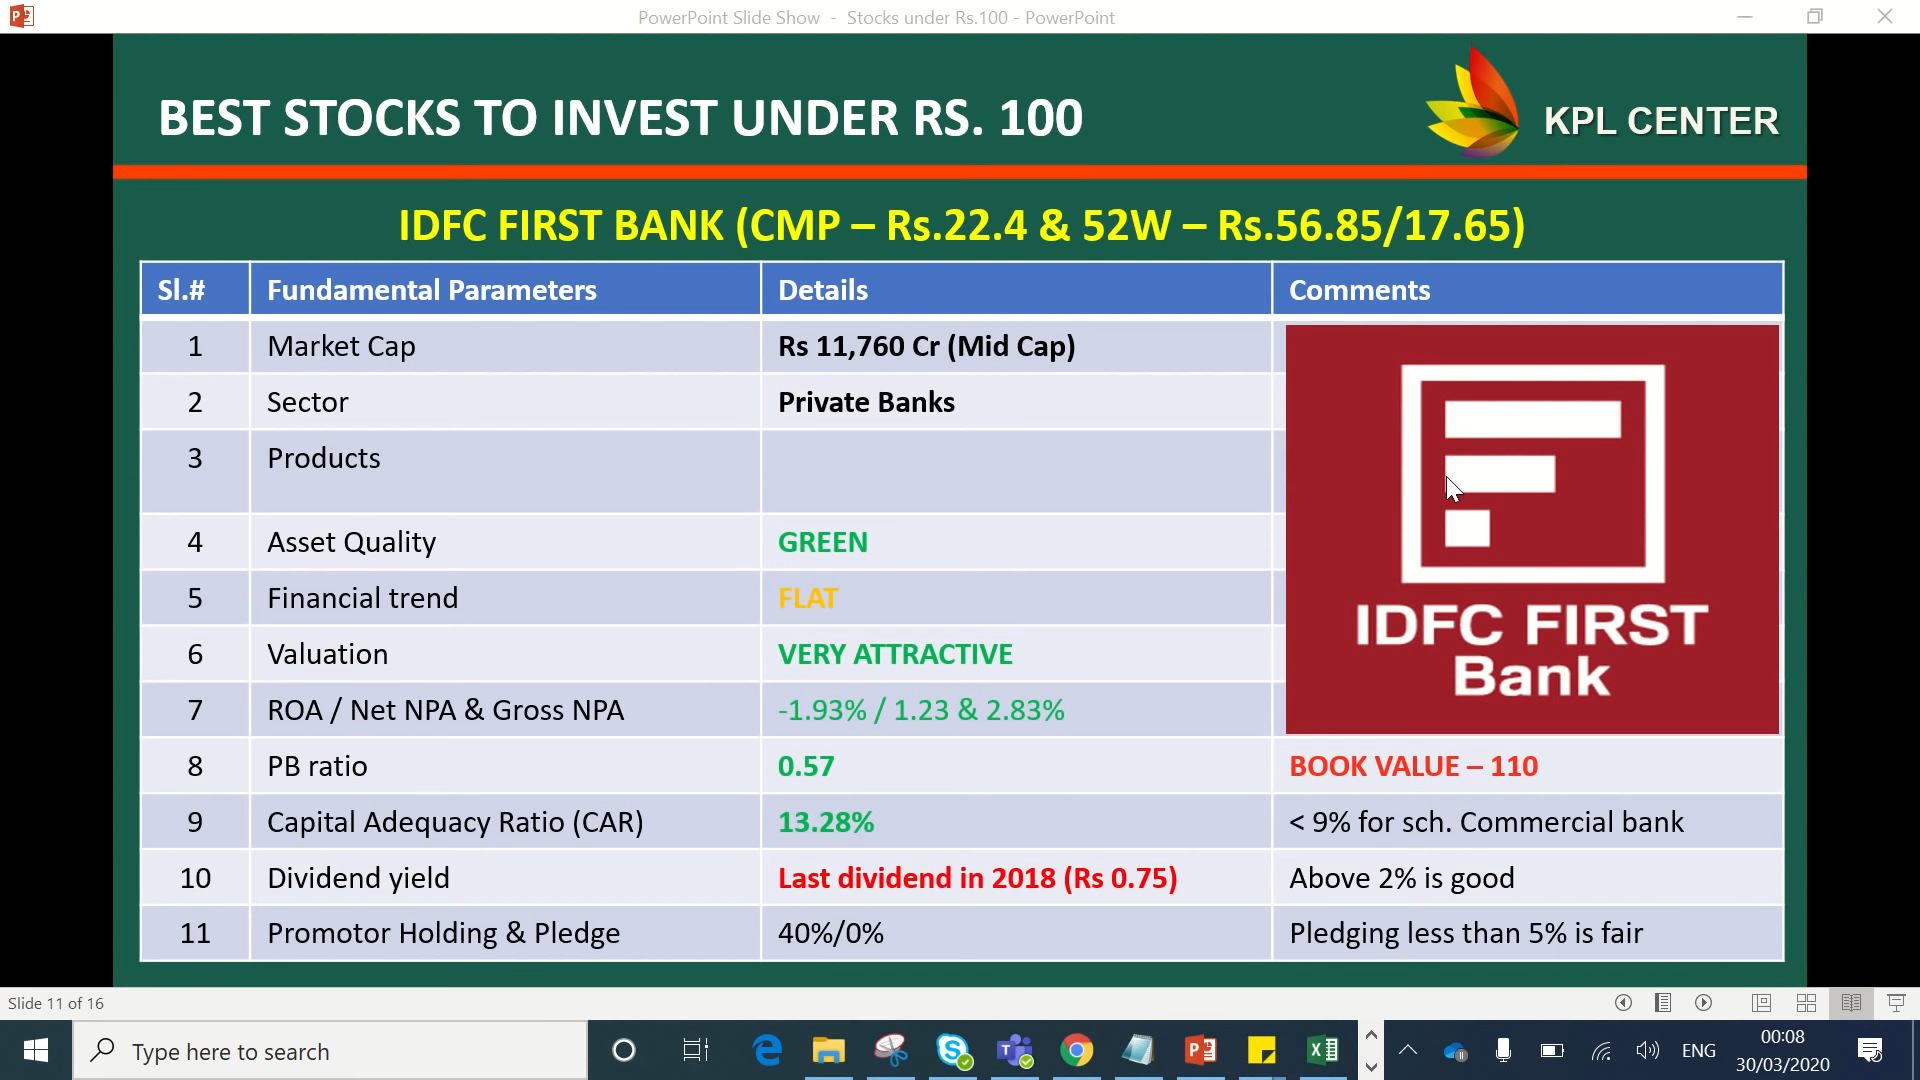 PowerPoint Slide Show - Stocks under Rs.100 - PowerPoint
BEST STOCKS TO INVEST UNDER RS. 100
KPL CENTER
IDFC FIRST BANK (CMP – Rs.22.4 & 52W – Rs.56.85/17.65)
Sl.# Fundamental Parameters Details Comments
1 Market Cap Rs 11,760 Cr (Mid Cap)
2 Sector Private Banks
3 Products
4 Asset Quality GREEN
5 Financial trend FLAT
6 Valuation VERY ATTRACTIVE
7 ROA / Net NPA & Gross NPA -1.93% / 1.23 & 2.83%
IDFC FIRST
Bank
8 PB ratio 0.57 BOOK VALUE – 110
9 Capital Adequacy Ratio (CAR) 13.28% < 9% for sch. Commercial bank
10 Dividend yield Last dividend in 2018 (Rs 0.75) Above 2% is good
11 Promotor Holding & Pledge 40%/0% Pledging less than 5% is fair
Slide 11 of 16
Type here to search
ENG
00:08
30/03/2020